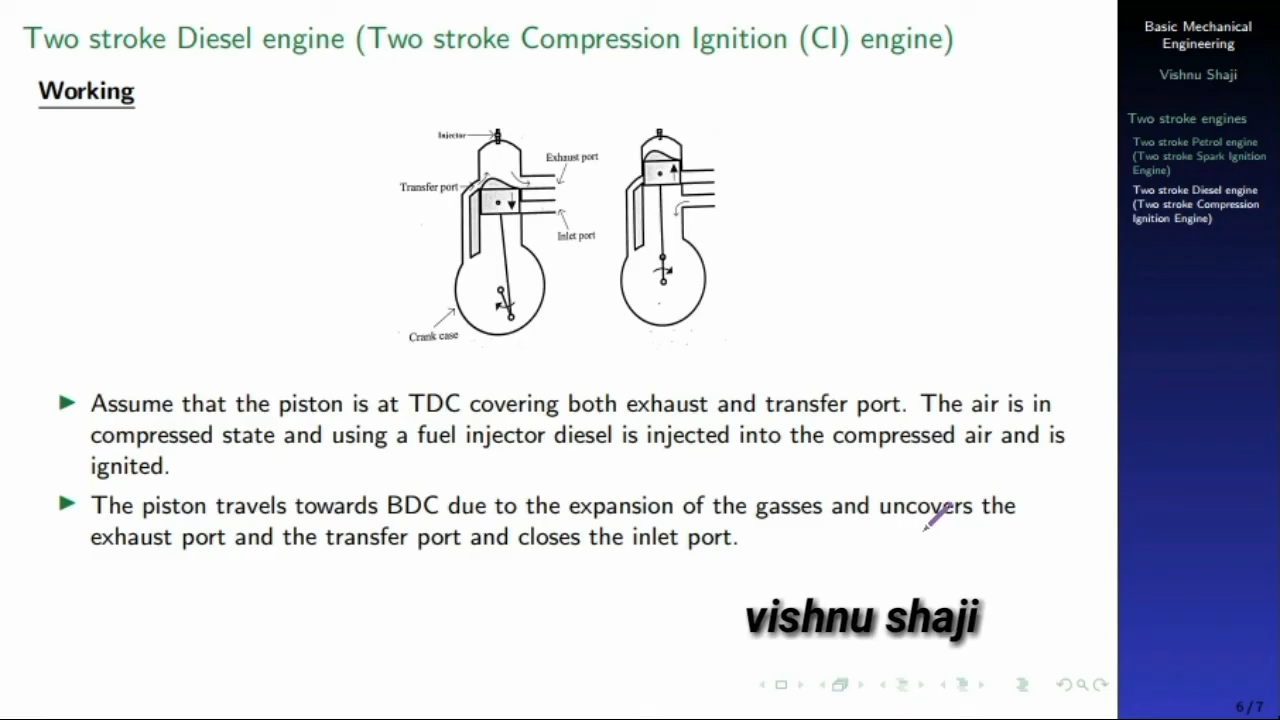 Two stroke Diesel engine (Two stroke Compression Ignition (CI) engine)
Working
Injector
Exhaust port
Transfer port
Inlet port
Crank case
Assume that the piston is at TDC covering both exhaust and transfer port. The air is in
compressed state and using a fuel injector diesel is injected into the compressed air and is
ignited.
The piston travels towards BDC due to the expansion of the gasses and uncovers the
exhaust port and the transfer port and closes the inlet port.
vishnu shaji
Basic Mechanical
Engineering
Vishnu Shaji
Two stroke engines
Two stroke Petrol engine
(Two stroke Spark Ignition
Engine)
Two stroke Diesel engine
(Two stroke Compression
Ignition Engine)
6/7